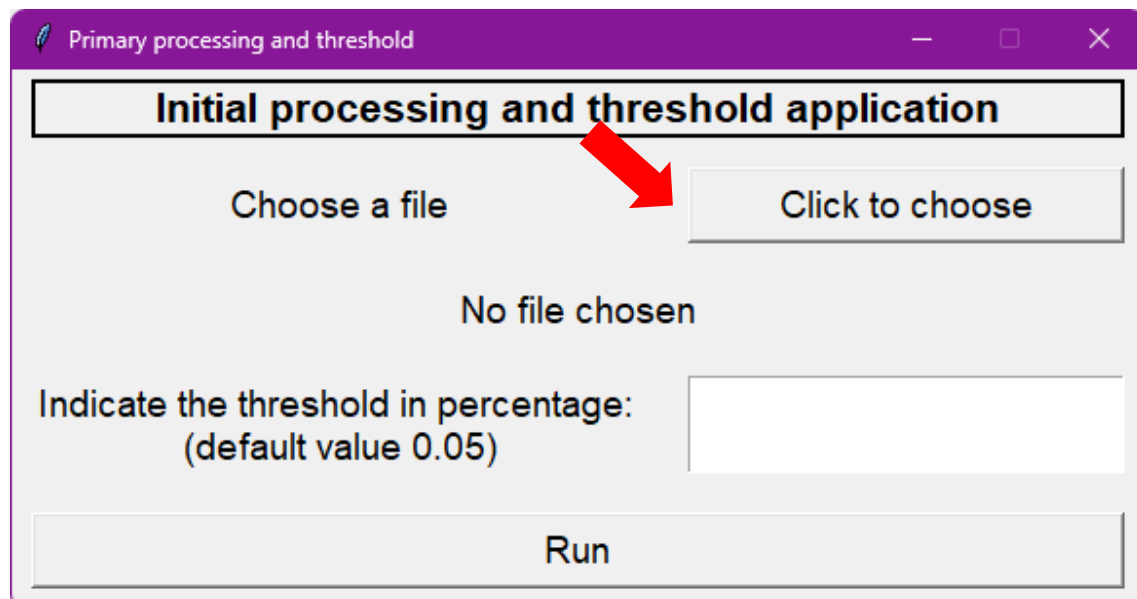 Primary processing and threshold
Initial processing and threshold application
Choose a file
Click to choose
No file chosen
Indicate the threshold in percentage:
(default value 0.05)
Run